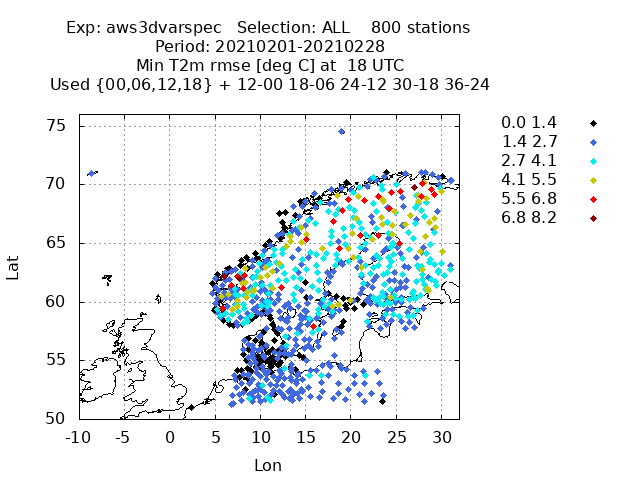 Exp: aws3dvarspec   Selection: ALL    800 stations
Period: 20210201-20210228
Min T2m rmse [deg C] at  18 UTC
Used {00,06,12,18} + 12-00 18-06 24-12 30-18 36-24
0.0 1.4
1.4 2.7
2.7 4.1
4.1 5.5
5.5 6.8
6.8 8.2
75
70
65
60
55
50
Lat
-10 -5 0 5 10 15 20 25 30
Lon